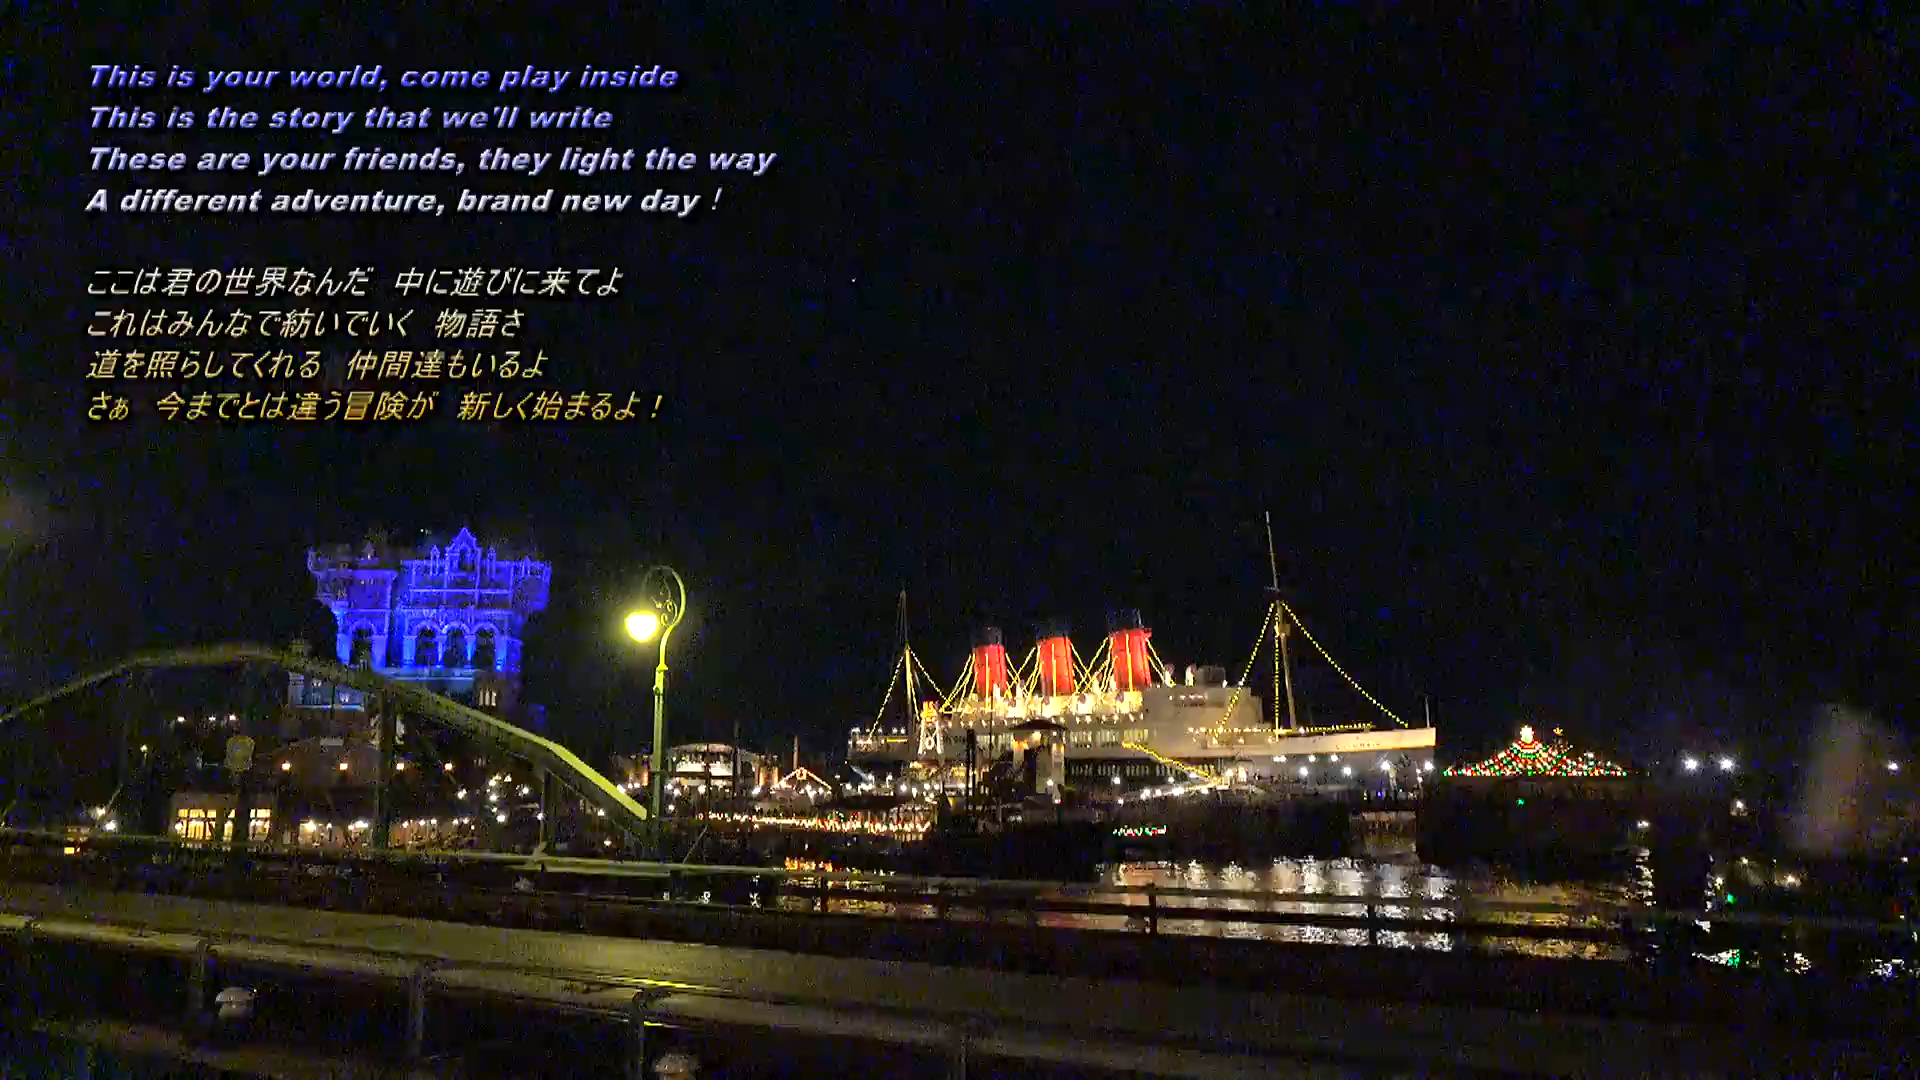 This is your world, come play inside
This is the story that we'll write
These are your friends, they light the way
A different adventure, brand new day！
ここは君の世界なんだ　中に遊びに来てよ
これはみんなで紡いでいく　物語さ
道を照らしてくれる　仲間達もいるよ
さぁ　今までとは違う冒険が　新しく始まるよ！